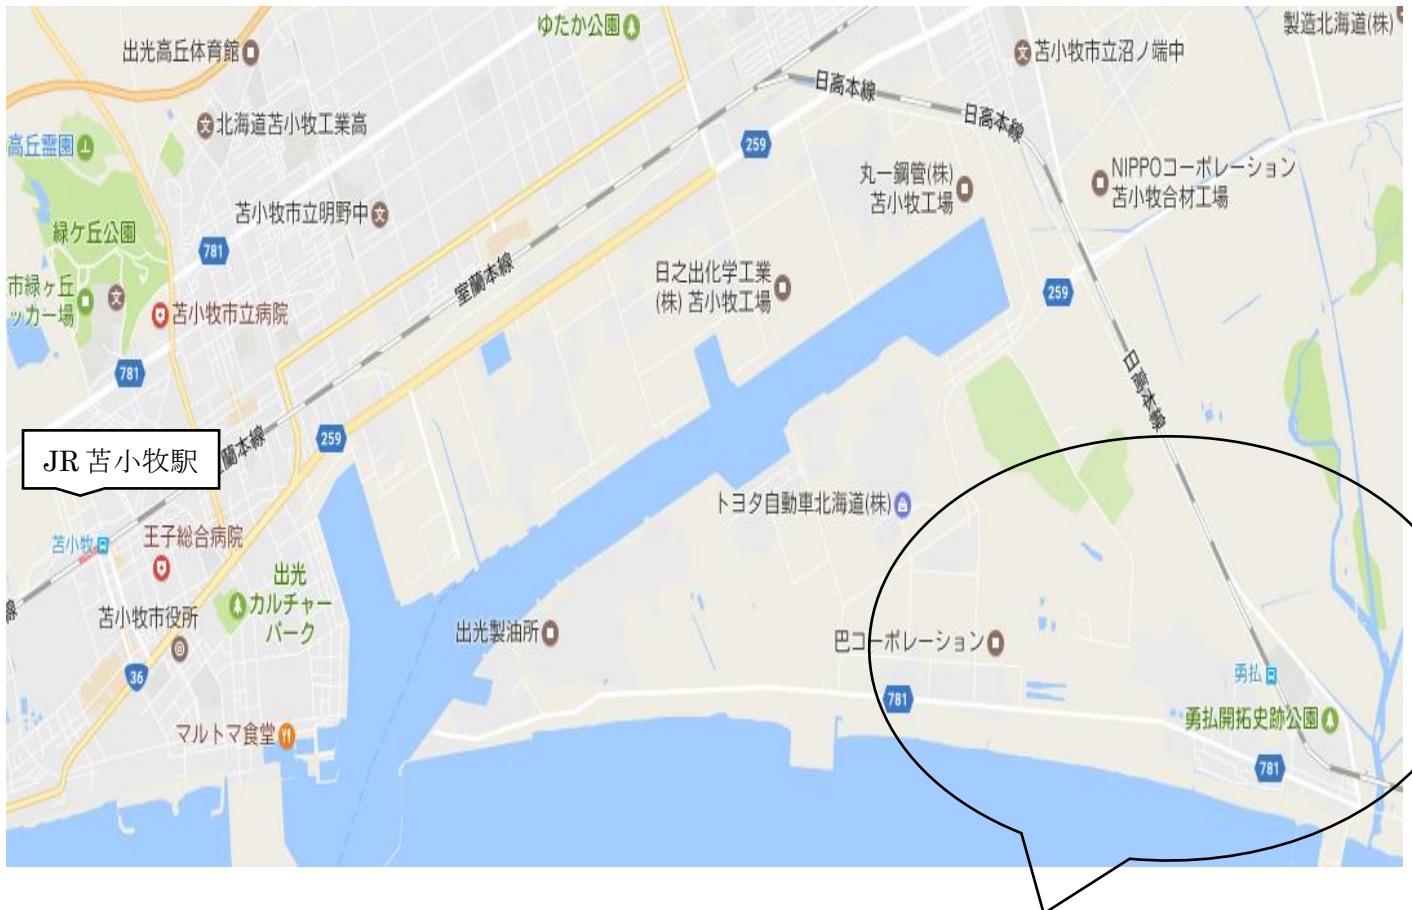 ゆたか公園
製造北海道(株)
出光高丘体育館
苫小牧市立沼ノ端中
日高本線
日高本線
北海道苫小牧工業高
高丘霊園
259
丸一鋼管(株)
苫小牧工場
NIPPOコーポレーション
苫小牧合材工場
苫小牧市立明野中
緑ケ丘公園
781
室蘭本線
日之出化学工業
(株) 苫小牧工場
259
市緑ヶ丘
ッカー場
苫小牧市立病院
781
日高本線
259
JR 苫小牧駅
蘭本線
トヨタ自動車北海道(株)
苫小牧
王子総合病院
出光
カルチャー
パーク
線
苫小牧市役所
出光製油所
巴コーポレーション
36
勇払
781
勇払開拓史跡公園
マルトマ食堂
781